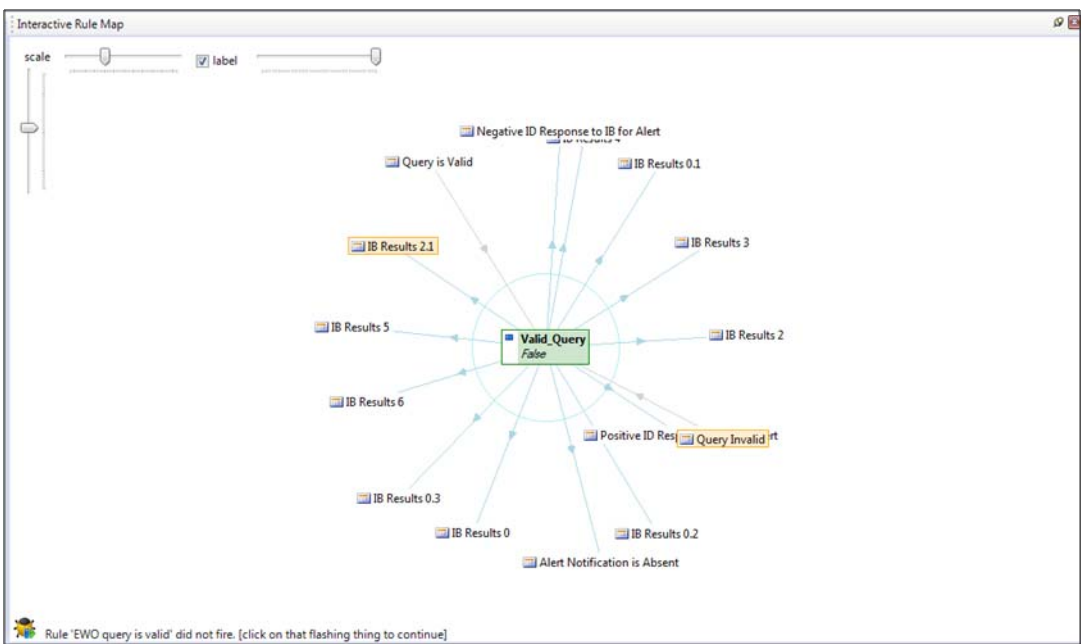 Interactive Rule Map
scale
label
Negative ID Response to IB for Alert
IB Results 4
Query is Valid
IB Results 0.1
IB Results 2.1
IB Results 3
IB Results 5
IB Results 2
Valid_Query
False
IB Results 6
Positive ID
Query Invalid
IB Results 0.3
IB Results 0
IB Results 0.2
Alert Notification is Absent
Rule 'EWO query is valid' did not fire. [click on that flashing thing to continue]